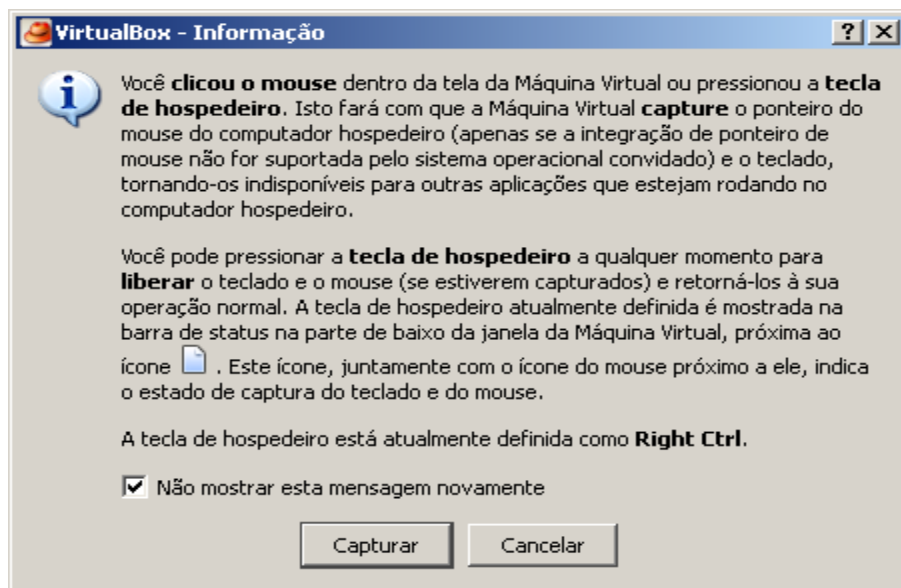 VirtualBox - Informação
Você clicou o mouse dentro da tela da Máquina Virtual ou pressionou a tecla
de hospedeiro. Isto fará com que a Máquina Virtual capture o ponteiro do
mouse do computador hospedeiro (apenas se a integração de ponteiro de
mouse não for suportada pelo sistema operacional convidado) e o teclado,
tornando-os indisponíveis para outras aplicações que estejam rodando no
computador hospedeiro.
Você pode pressionar a tecla de hospedeiro a qualquer momento para
liberar o teclado e o mouse (se estiverem capturados) e retorná-los à sua
operação normal. A tecla de hospedeiro atualmente definida é mostrada na
barra de status na parte de baixo da janela da Máquina Virtual, próxima ao
ícone . Este ícone, juntamente com o ícone do mouse próximo a ele, indica
o estado de captura do teclado e do mouse.
A tecla de hospedeiro está atualmente definida como Right Ctrl.
Não mostrar esta mensagem novamente
Capturar Cancelar